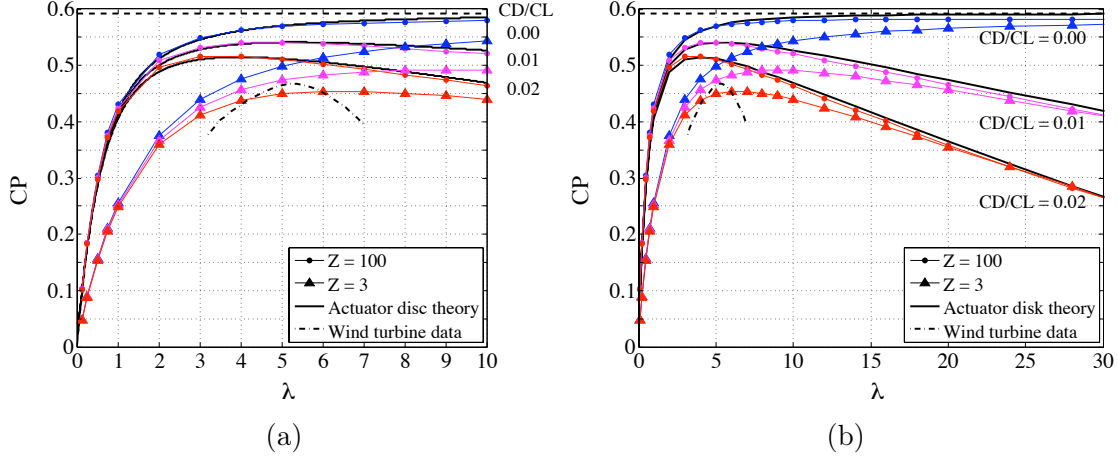 CD/CL
0.00
0.01
0.02
0.6
0.5
0.4
0.3
0.2
0.1
0
CP
Z = 100
Z = 3
Actuator disc theory
Wind turbine data
0 1 2 3 4 5 6 7 8 9 10
λ
(a)
0.6
0.5
0.4
0.3
0.2
0.1
0
CP
CD/CL = 0.00
CD/CL = 0.01
CD/CL = 0.02
Z = 100
Z = 3
Actuator disk theory
Wind turbine data
0 5 10 15 20 25 30
λ
(b)